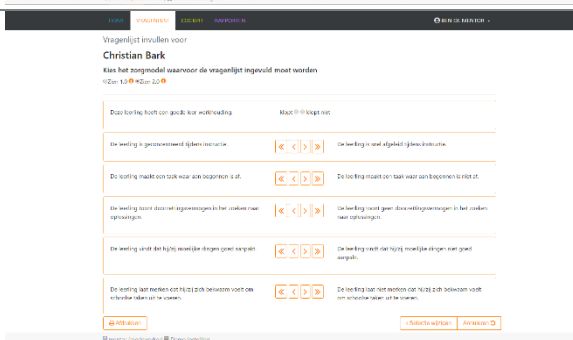 HOME VRAGENLIJST COCKPIT RAPPORTEN BEN DE MENTOR
Vragenlijst invullen voor
Christian Bark
Kies het zorgmodel waarvoor de vragenlijst ingevuld moet worden
Zien 1.0 Zien 2.0
Deze leerling heeft een goede leer werkhouding klopt klopt niet
De leerling is geconcentreerd tijdens instructie. De leerling is snel afgeleid tijdens instructie.
De leerling maakt een taak waar aan begonnen is af. De leerling maakt een taak waar aan begonnen is niet af.
De leerling toont doorzettingsvermogen in het zoeken naar De leerling toont geen doorzettingsvermogen in het zoeken
oplossingen. naar oplossingen.
De leerling vindt dat hij/zij moeilijke dingen goed aanpakt. De leerling vindt dat hij/zij moeilijke dingen niet goed
aanpakt.
De leerling laat merken dat hij/zij zich bekwaam voelt om De leerling laat niet merken dat hij/zij zich bekwaam voelt
schoolse taken uit te voeren. om schoolse taken uit te voeren.
Afdrukken Selectie wijzigen Annuleren